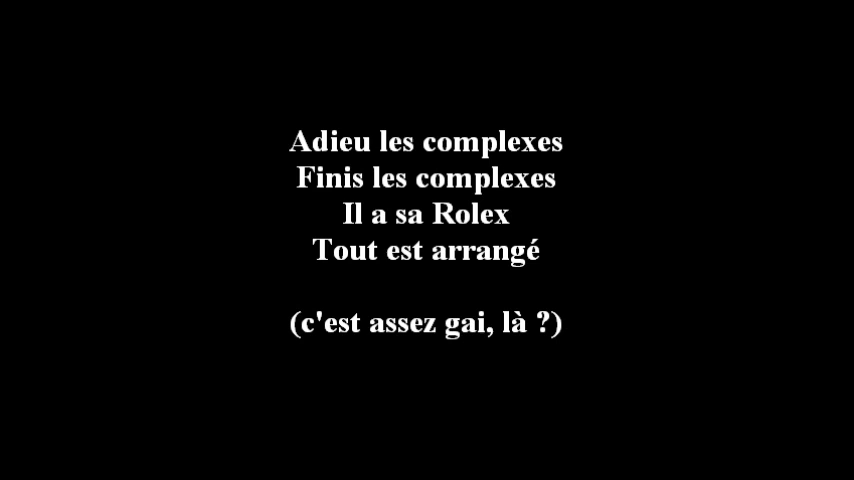 Adieu les complexes
Finis les complexes
Il a sa Rolex
Tout est arrangé
(c'est assez gai, là ?)